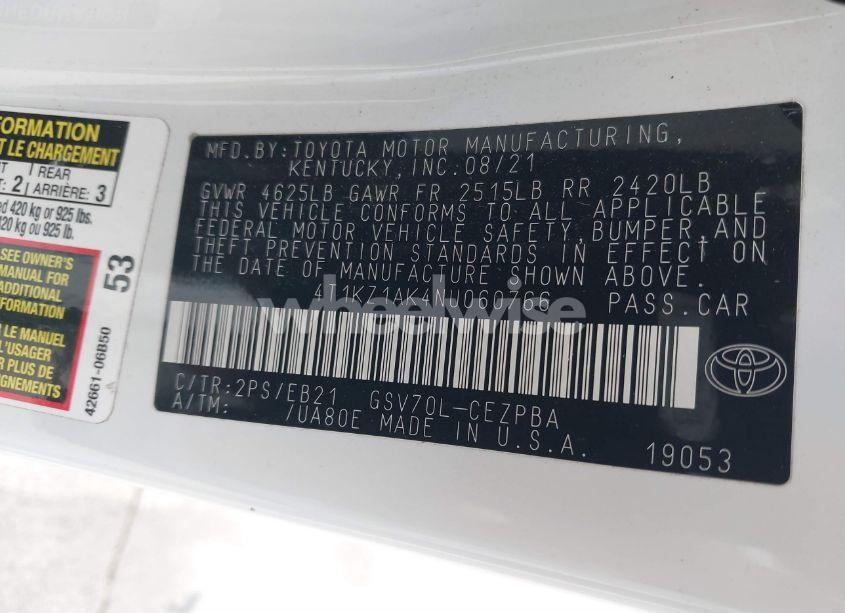 FORMATION
T LE CHARGEMENT
REAR
2 ARRIÈRE: 3
ed 420 kg or 925 lbs.
420 kg ou 925 lb.
SEE OWNER'S
MANUAL FOR
ADDITIONAL
INFORMATION
R LE MANUEL
L'USAGER
R PLUS DE
GNEMENTS
53
42661-06B50
MFD.BY:TOYOTA MOTOR MANUFACTURING,
KENTUCKY,INC.08/21
GVWR 4625LB GAWR FR 2515LB RR 2420LB
THIS VEHICLE CONFORMS TO ALL APPLICABLE
FEDERAL MOTOR VEHICLE SAFETY,BUMPER,AND
THEFT PREVENTION STANDARDS IN EFFECT ON
THE DATE OF MANUFACTURE SHOWN ABOVE.
4T1KZ1AK4NU060766 PASS.CAR
wheelwise
C/TR:2PS/EB21 GSV70L-CEZPBA
A/TM: /UA80E MADE IN U.S.A.
19053